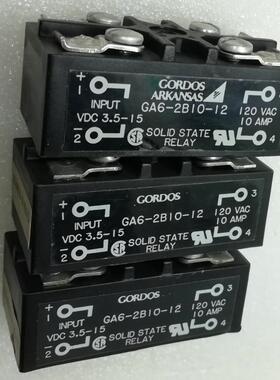 GORDOS
ARKANSAS
GA6-2B10-12
+
1
INPUT
VDC 3.5-15
2
-
SOLID STATE
RELAY
3
120 VAC
10 AMP
4
GORDOS
GA6-2B10-12
+
1
INPUT
VDC 3.5-15
2
-
SOLID STATE
RELAY
3
120 VAC
10 AMP
4
GORDOS
GA6-2B10-12
+
1
INPUT
VDC 3.5-15
2
-
SOLID STATE
RELAY
3
120 VAC
10 AMP
4